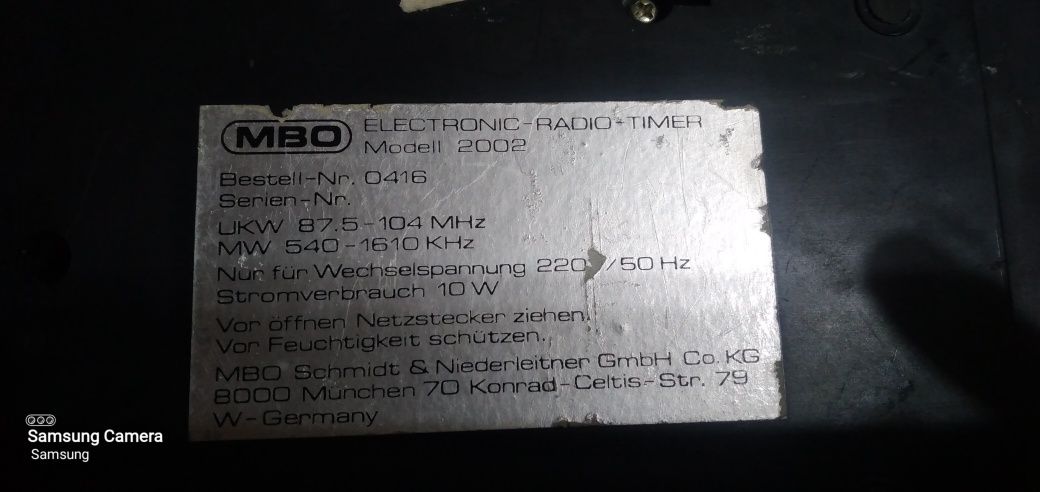 MBO ELECTRONIC-RADIO-TIMER
Modell 2002
Bestell-Nr. 0416
Serien-Nr.
UKW 87.5-104 MHz
MW 540-1610 KHz
Nur für Wechselspannung 220 /50 Hz
Stromverbrauch 10 W
Vor öffnen Netzstecker ziehen.
Vor Feuchtigkeit schützen.
MBO Schmidt & Niederleitner GmbH Co. KG
8000 München 70 Konrad-Celtis-Str. 79
W-Germany
Samsung Camera
Samsung